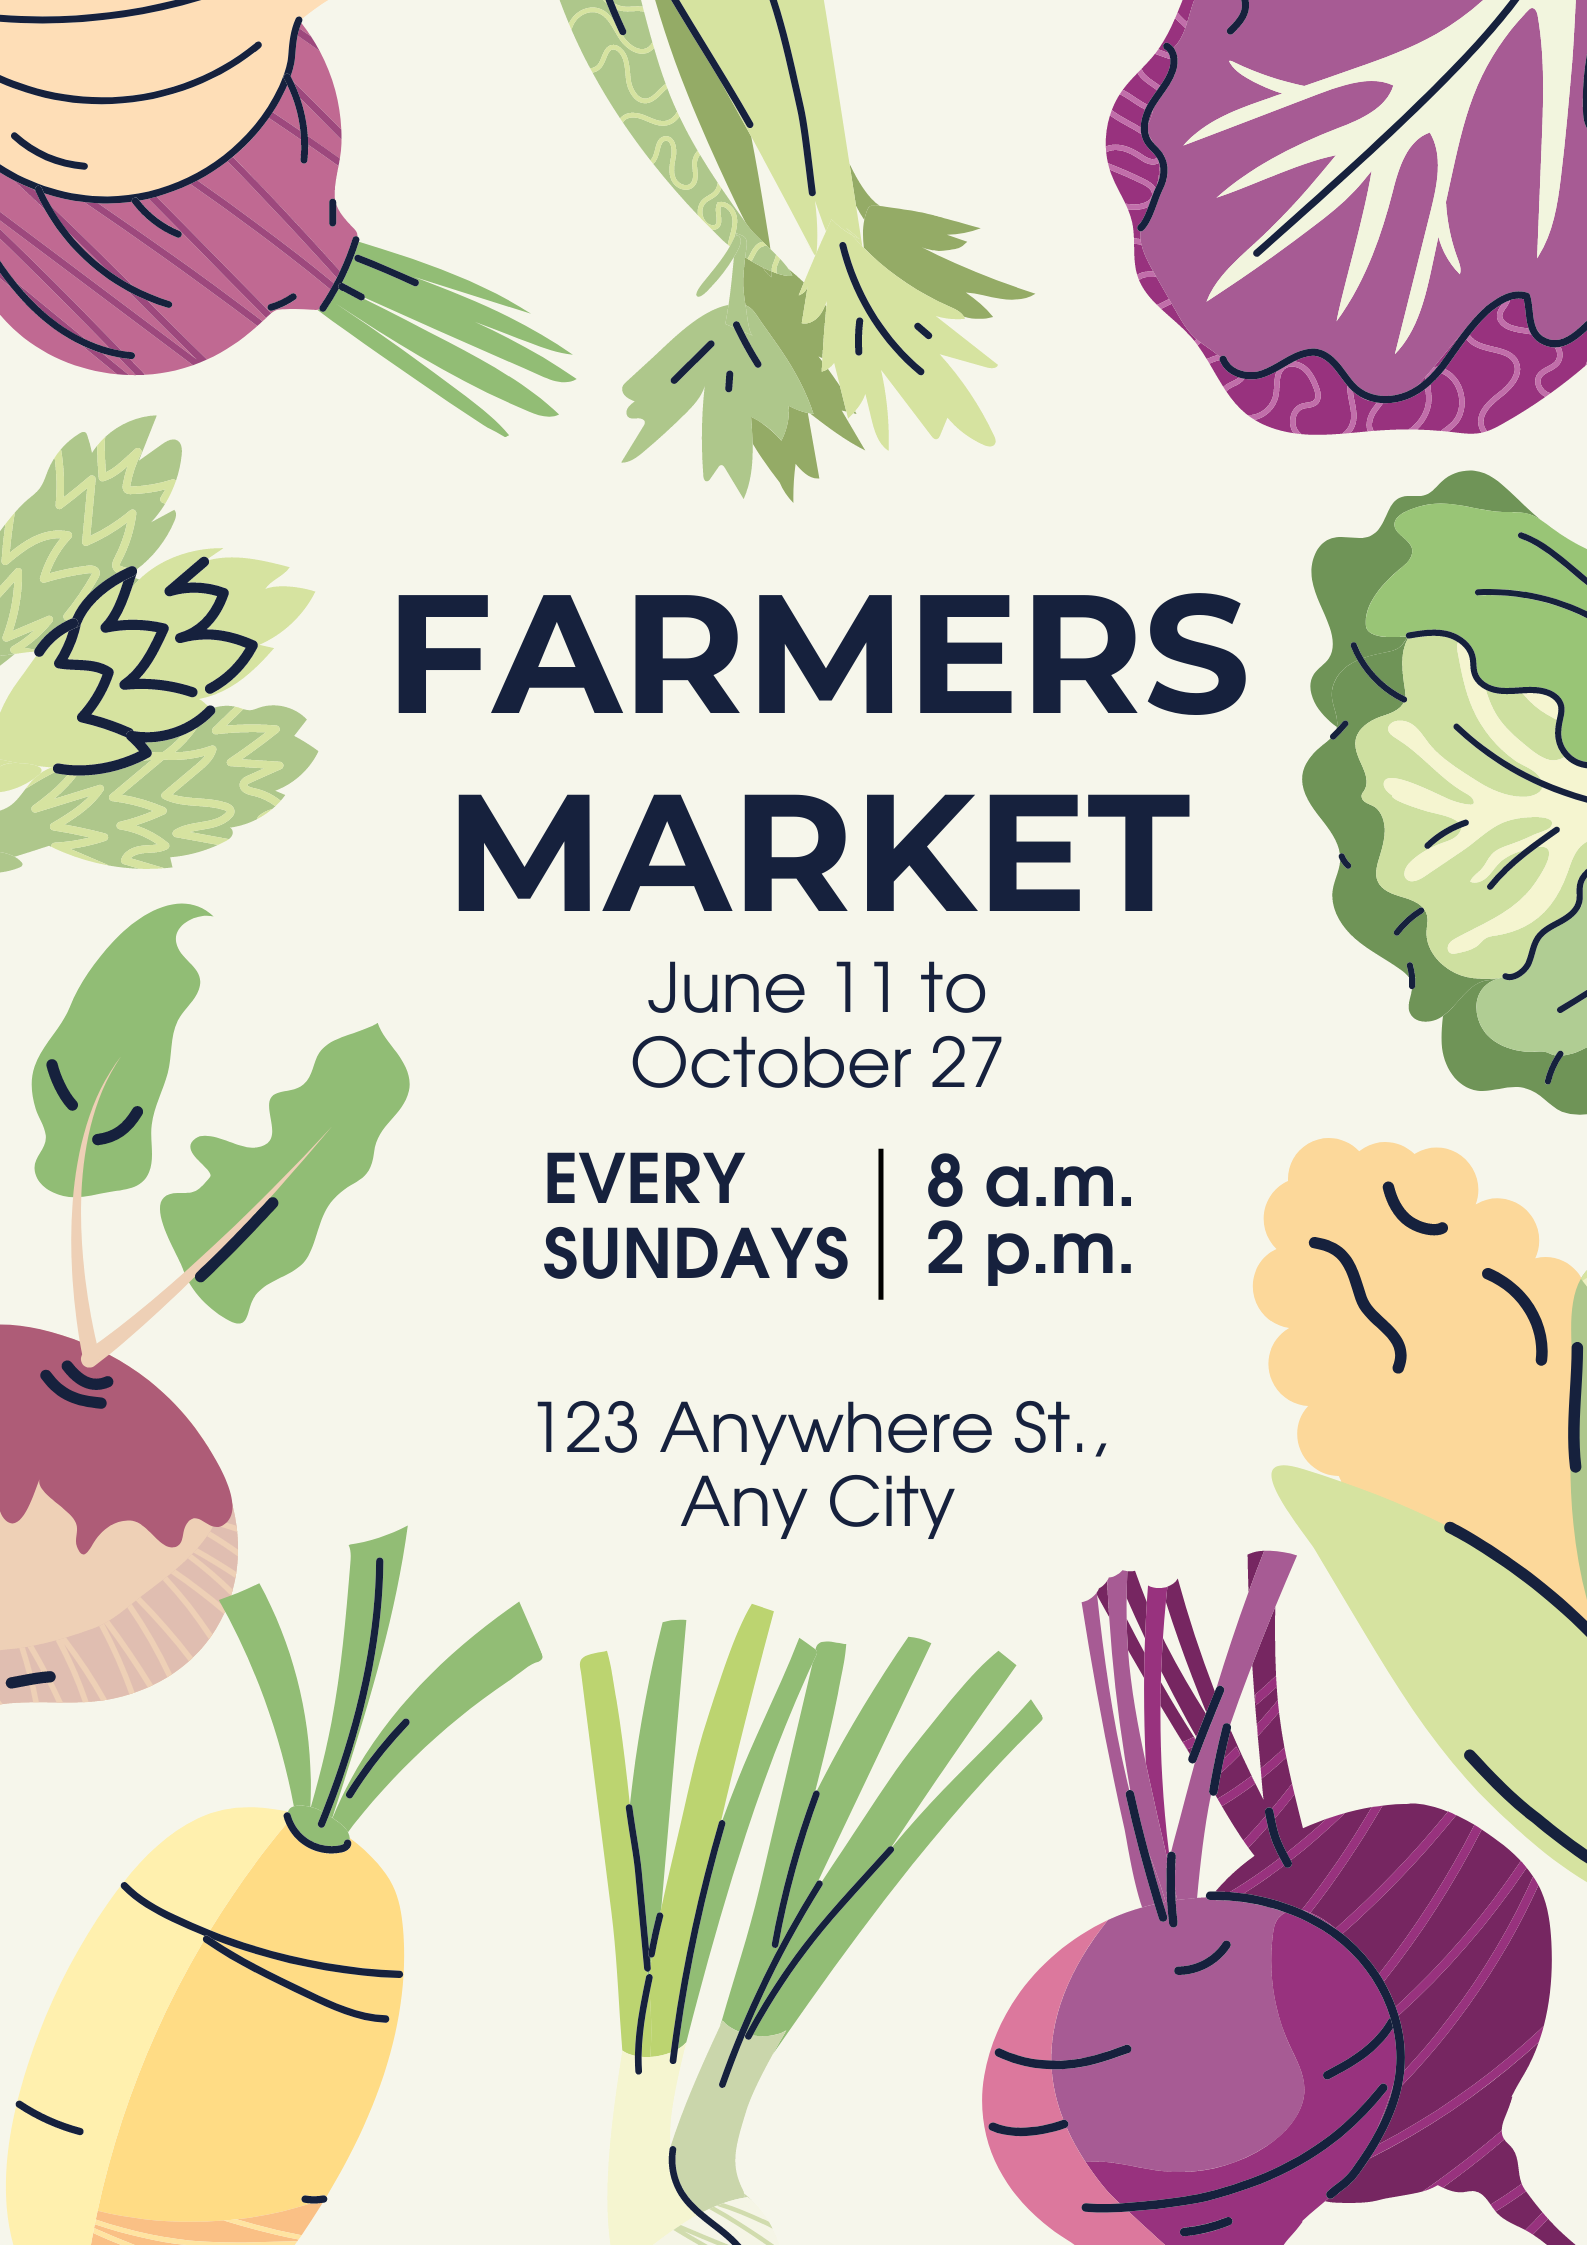 FARMERS
MARKET
June 11 to
October 27
EVERY
SUNDAYS
8 a.m.
2 p.m.
123 Anywhere St.,
Any City